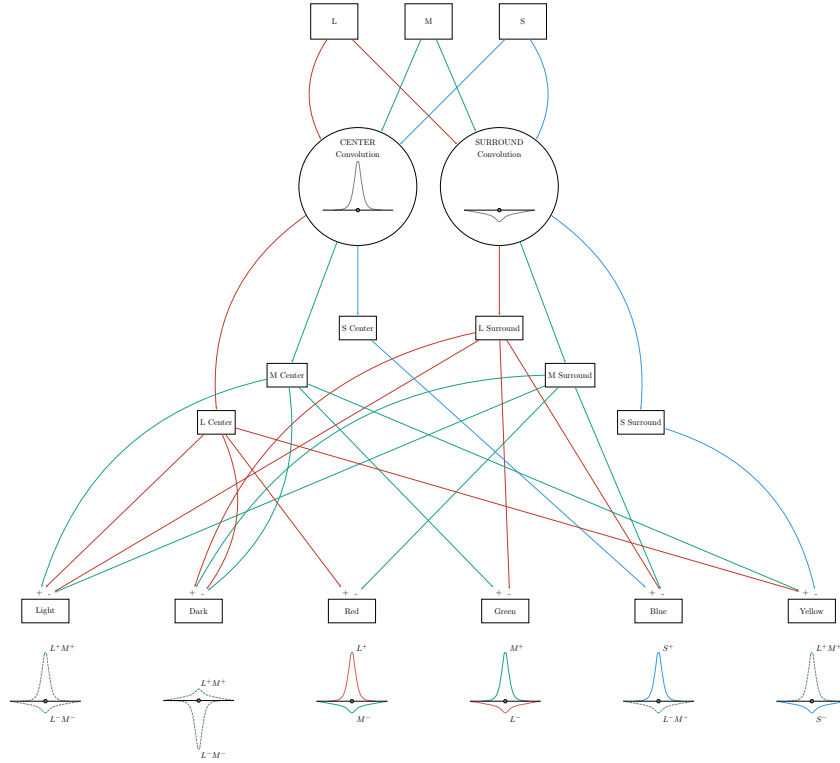 L
M
S
CENTER
Convolution
SURROUND
Convolution
S Center
L Surround
M Center
M Surround
L Center
S Surround
+ -
+ -
+ -
+ -
+ -
+ -
Light
Dark
Red
Green
Blue
Yellow
L⁺M⁺
L⁻M⁻
L⁺M⁺
L⁻M⁻
L⁺
M⁻
M⁺
L⁻
S⁺
L⁻M⁻
L⁺M⁺
S⁻